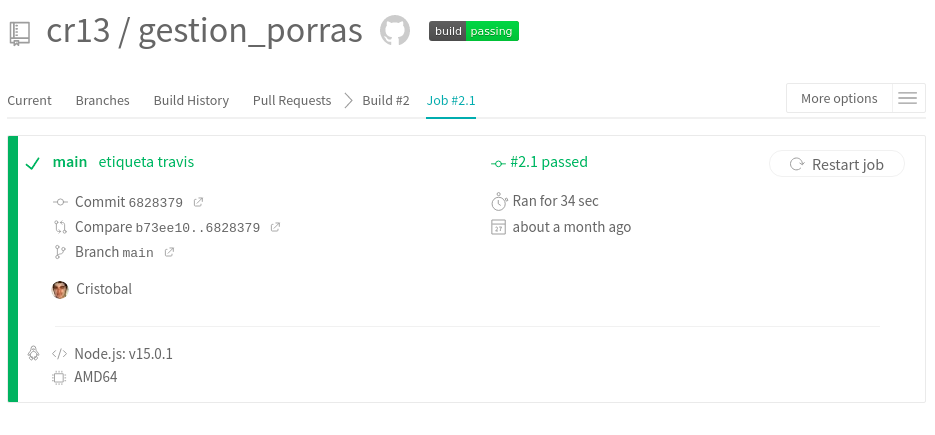 cr13 / gestion_porras build passing
Current Branches Build History Pull Requests Build #2 Job #2.1 More options
main etiqueta travis #2.1 passed Restart job
Commit 6828379 Ran for 34 sec
Compare b73ee10..6828379 about a month ago
Branch main
Cristobal
Node.js: v15.0.1
AMD64